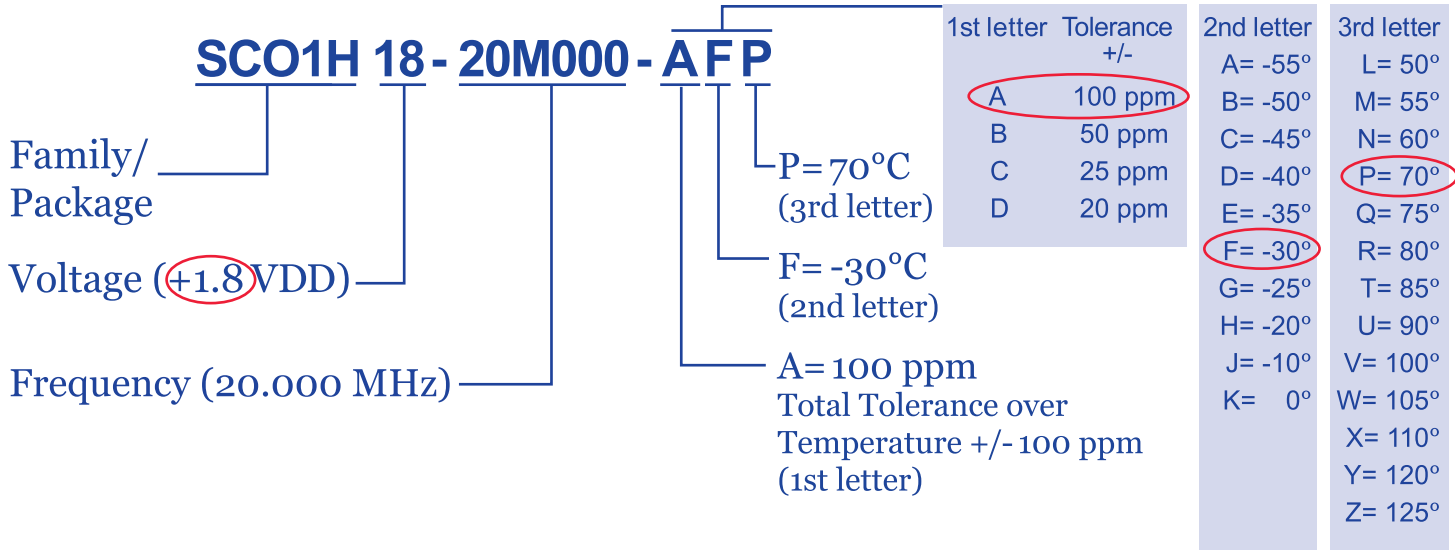 SCO1H 18 - 20M000 - A F P
Family/
Package
Voltage (+1.8 VDD)
Frequency (20.000 MHz)
P= 70°C
(3rd letter)
F= -30°C
(2nd letter)
A= 100 ppm
Total Tolerance over
Temperature +/- 100 ppm
(1st letter)
1st letter Tolerance
+/-
A 100 ppm
B 50 ppm
C 25 ppm
D 20 ppm
2nd letter
A= -55°
B= -50°
C= -45°
D= -40°
E= -35°
F= -30°
G= -25°
H= -20°
J= -10°
K= 0°
3rd letter
L= 50°
M= 55°
N= 60°
P= 70°
Q= 75°
R= 80°
T= 85°
U= 90°
V= 100°
W= 105°
X= 110°
Y= 120°
Z= 125°